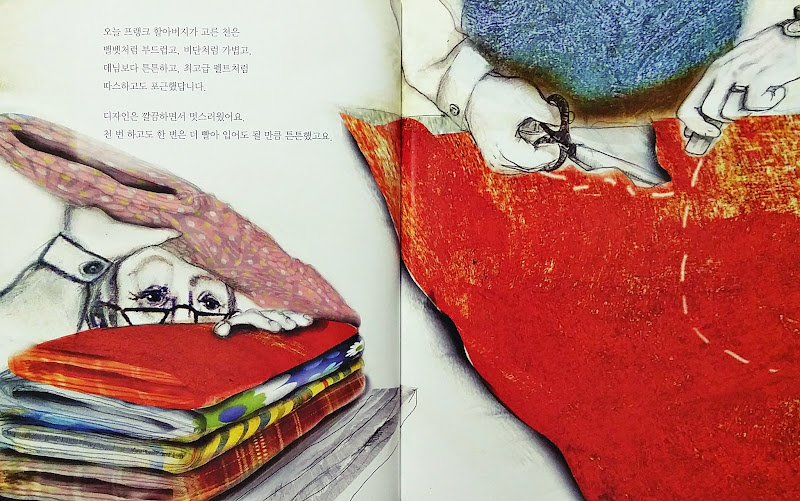 오늘 프랭크 할아버지가 고른 천은
벨벳처럼 부드럽고, 비단처럼 가볍고,
데님보다 튼튼하고, 최고급 펠트처럼
따스하고도 포근했답니다.
디자인은 깔끔하면서 멋스러웠어요.
천 번 하고도 한 번은 더 빨아 입어도 될 만큼 튼튼했고요.